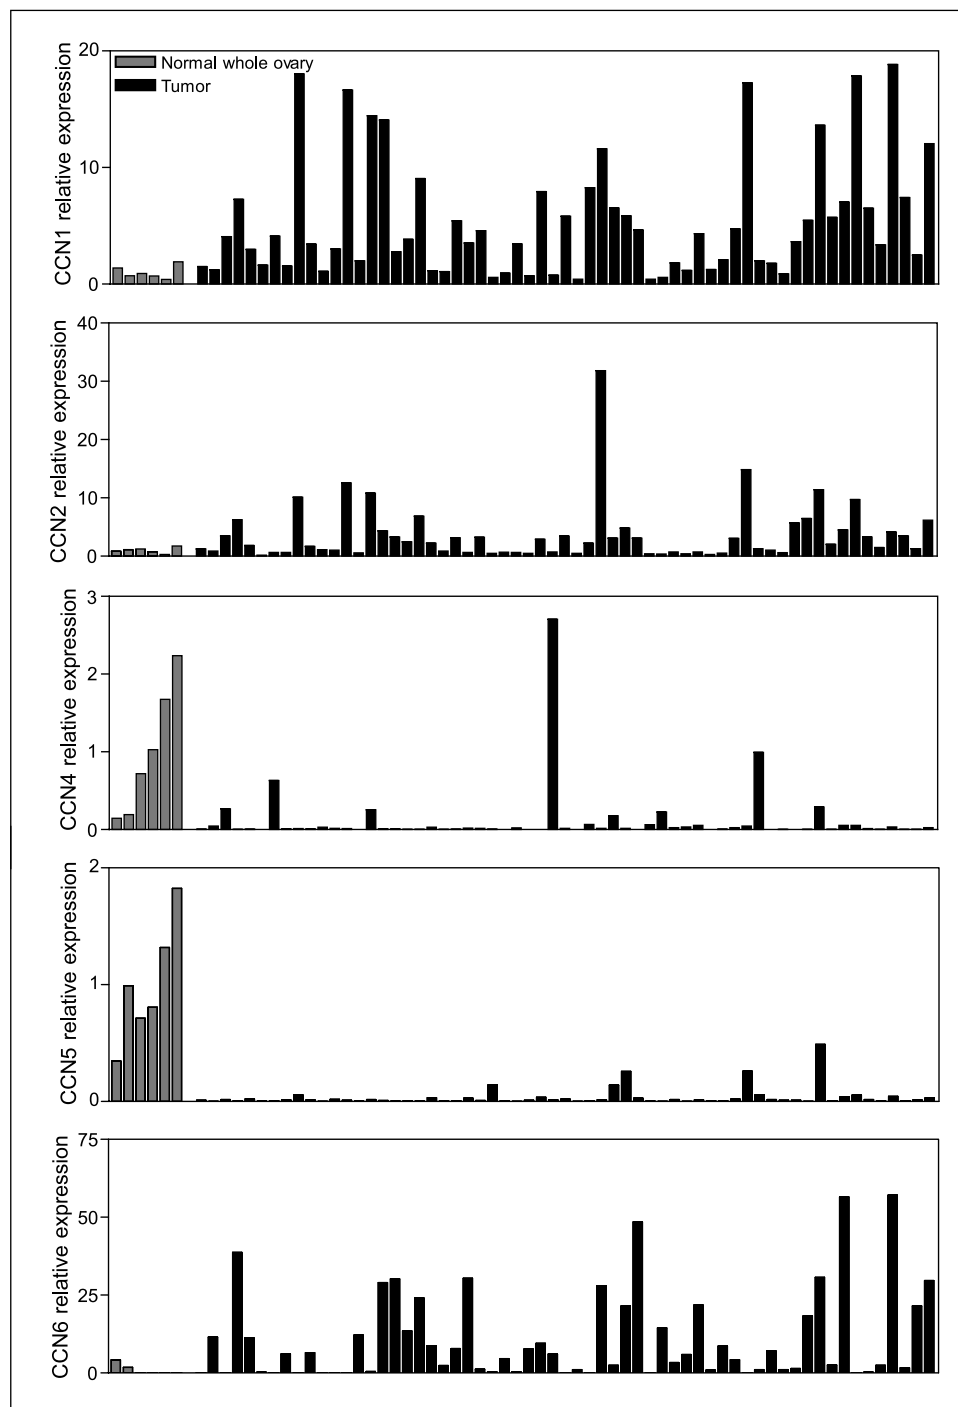 CCN1 relative expression
20
10
0
Normal whole ovary
Tumor
CCN2 relative expression
40
30
20
10
0
CCN4 relative expression
3
2
1
0
CCN5 relative expression
2
1
0
CCN6 relative expression
75
50
25
0